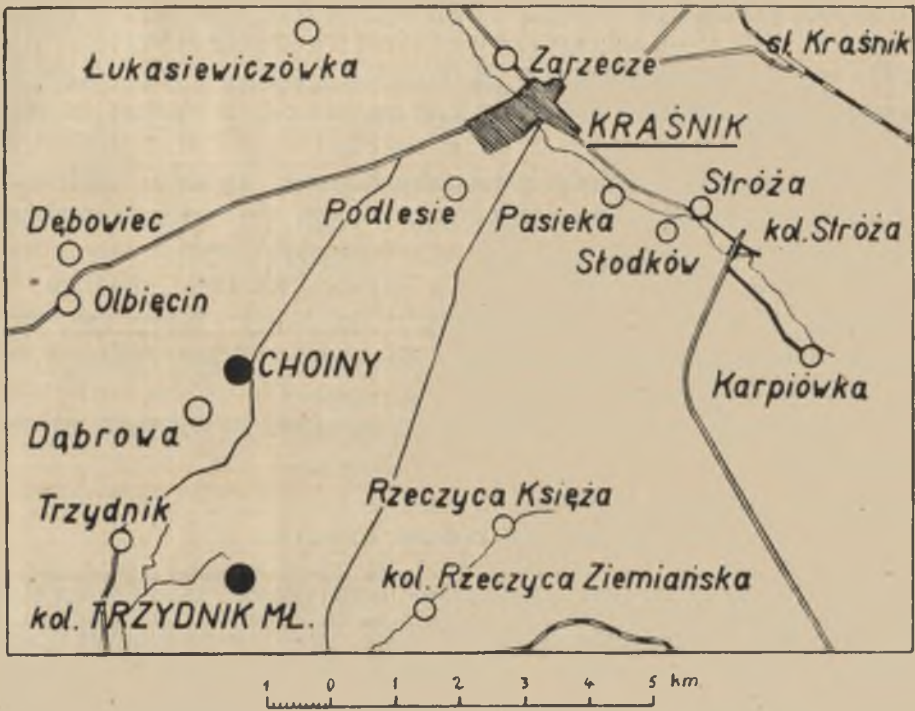 Łukasiewiczówka
Zarzecze
st. Kraśnik
KRAŚNIK
Dębowiec
Podlesie
Pasieka
Stróża
Słodków
kol. Stróża
Olbięcin
CHOINY
Karpiówka
Dąbrowa
Trzydnik
Rzeczyca Księża
kol. Rzeczyca Ziemiańska
kol. TRZYDNIK MŁ.
1 0 1 2 3 4 5 km